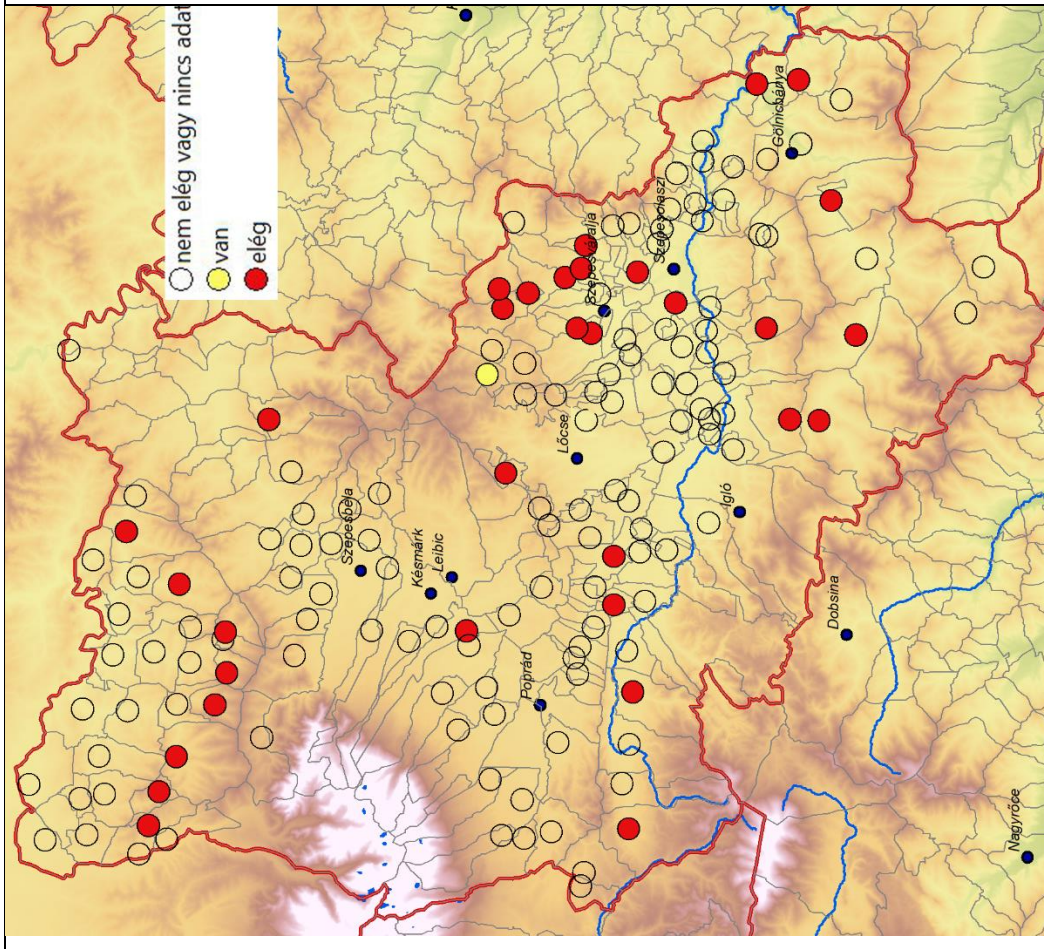 nem elég vagy nincs adat
van
elég
Gölnicbánya
Szepesolaszi
Szepesváralja
Lőcse
Szepesbéla
Késmárk
Leibic
Igló
Poprád
Dobsina
Nagyrőce